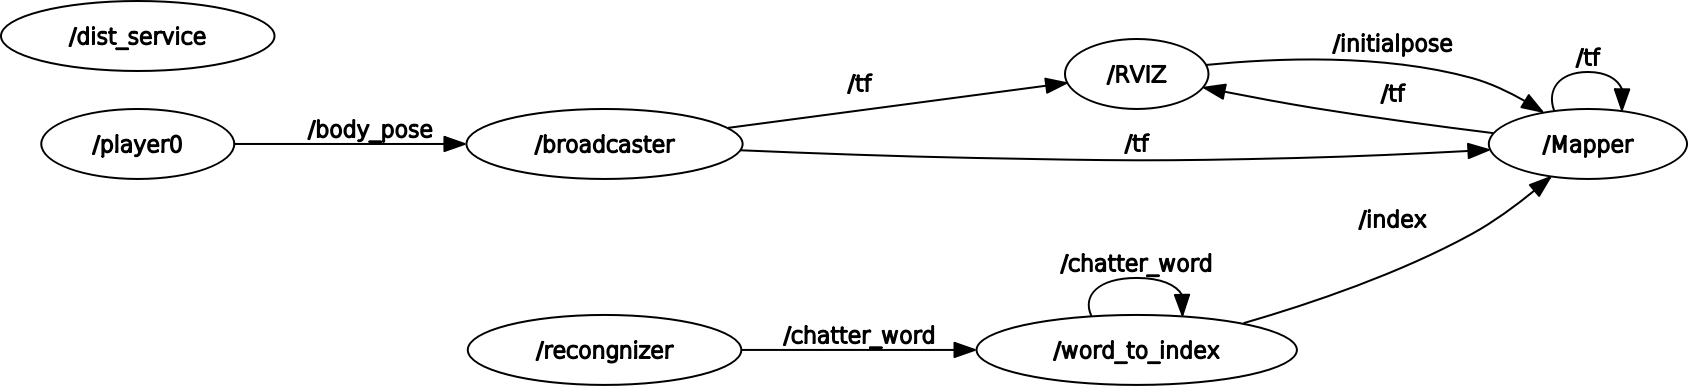 /dist_service
/initialpose
/tf
/RVIZ
/tf
/tf
/body_pose
/player0
/broadcaster
/tf
/Mapper
/index
/chatter_word
/chatter_word
/recongnizer
/word_to_index